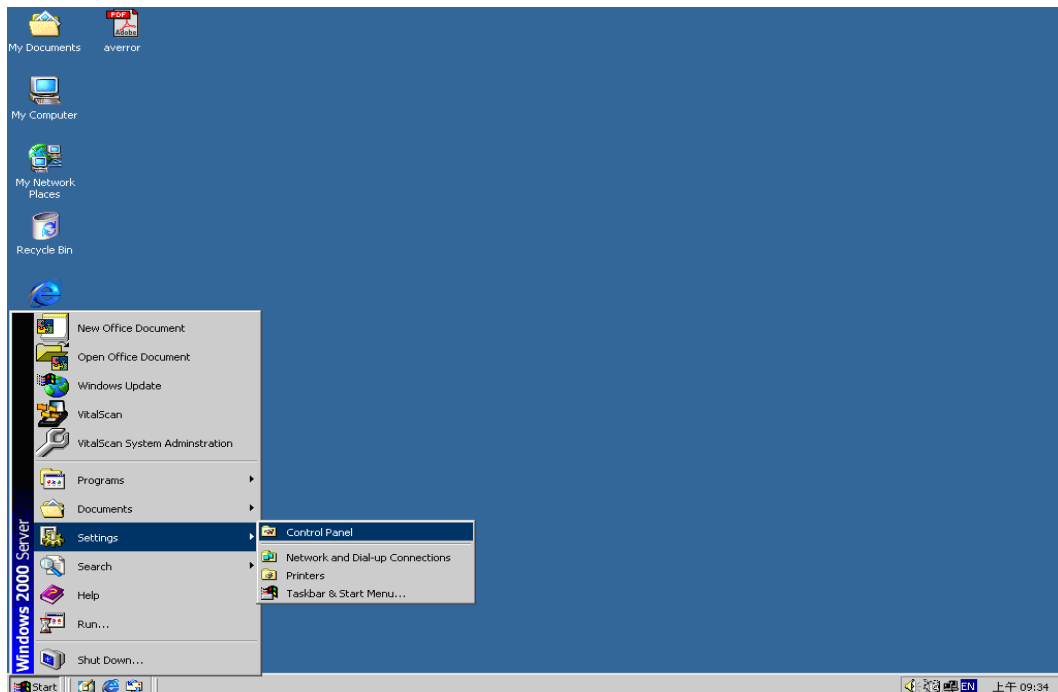 My Documents
PDF
Adobe
averror
My Computer
My Network
Places
Recycle Bin
New Office Document
Open Office Document
Windows Update
VitalScan
VitalScan System Adminstration
Programs
Documents
Settings
Search
Help
Run...
Shut Down...
Windows 2000 Server
Control Panel
Network and Dial-up Connections
Printers
Taskbar & Start Menu...
Start
EN
上午 09:34